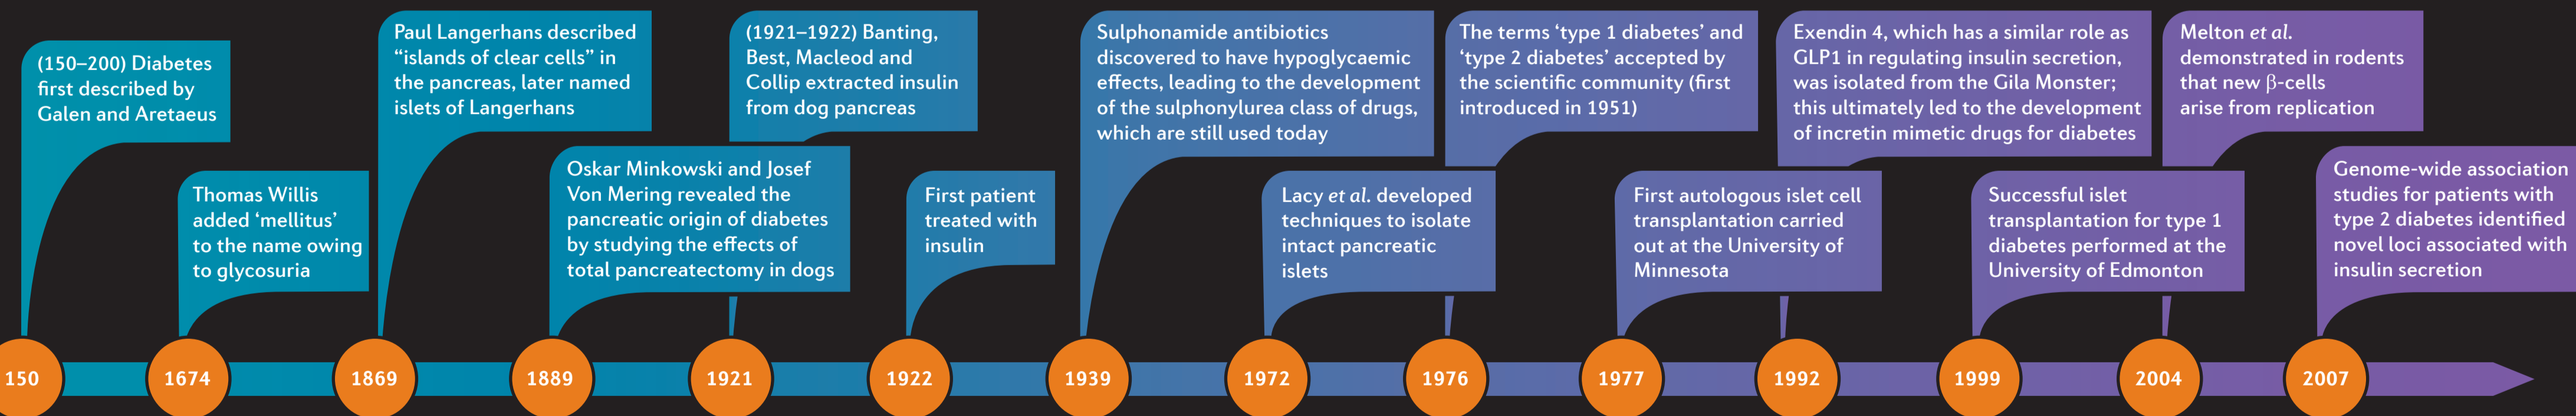 (150–200) Diabetes
first described by
Galen and Aretaeus
Thomas Willis
added ‘mellitus’
to the name owing
to glycosuria
Paul Langerhans described
“islands of clear cells” in
the pancreas, later named
islets of Langerhans
Oskar Minkowski and Josef
Von Mering revealed the
pancreatic origin of diabetes
by studying the effects of
total pancreatectomy in dogs
(1921–1922) Banting,
Best, Macleod and
Collip extracted insulin
from dog pancreas
First patient
treated with
insulin
Sulphonamide antibiotics
discovered to have hypoglycaemic
effects, leading to the development
of the sulphonylurea class of drugs,
which are still used today
Lacy et al. developed
techniques to isolate
intact pancreatic
islets
The terms ‘type 1 diabetes’ and
‘type 2 diabetes’ accepted by
the scientific community (first
introduced in 1951)
First autologous islet cell
transplantation carried
out at the University of
Minnesota
Exendin 4, which has a similar role as
GLP1 in regulating insulin secretion,
was isolated from the Gila Monster;
this ultimately led to the development
of incretin mimetic drugs for diabetes
Successful islet
transplantation for type 1
diabetes performed at the
University of Edmonton
Melton et al.
demonstrated in rodents
that new β-cells
arise from replication
Genome-wide association
studies for patients with
type 2 diabetes identified
novel loci associated with
insulin secretion
150
1674
1869
1889
1921
1922
1939
1972
1976
1977
1992
1999
2004
2007